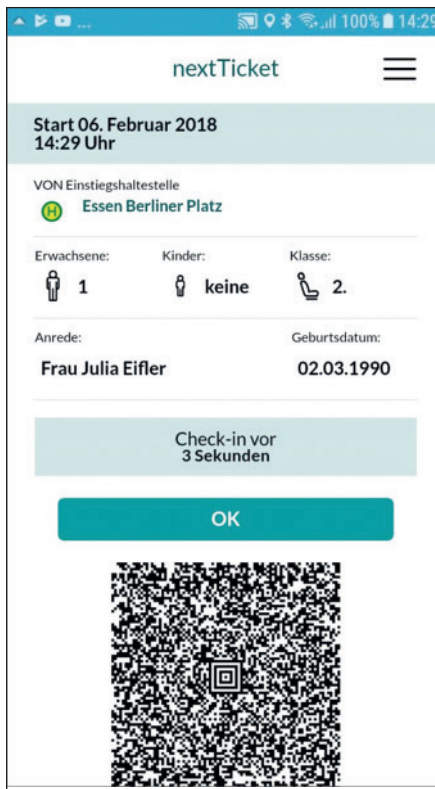 ... 100% 14:29
nextTicket
Start 06. Februar 2018
14:29 Uhr
VON Einstiegshaltestelle
H Essen Berliner Platz
Erwachsene: Kinder: Klasse:
1 keine 2.
Anrede: Geburtsdatum:
Frau Julia Eifler 02.03.1990
Check-in vor
3 Sekunden
OK